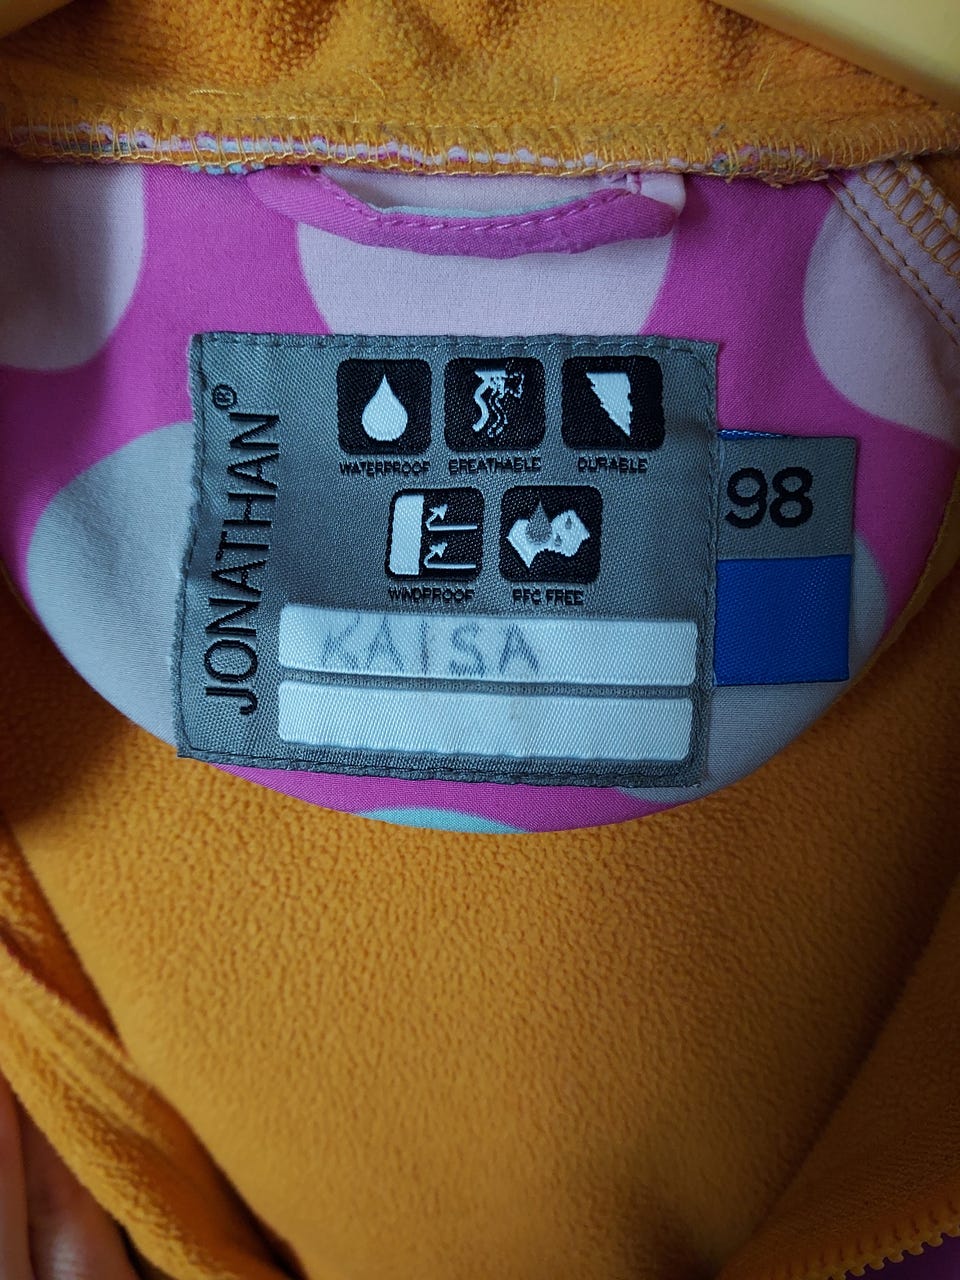 JONATHAN®
WATERPROOF BREATHABLE DURABLE
WINDPROOF PFC FREE
KAISA
98